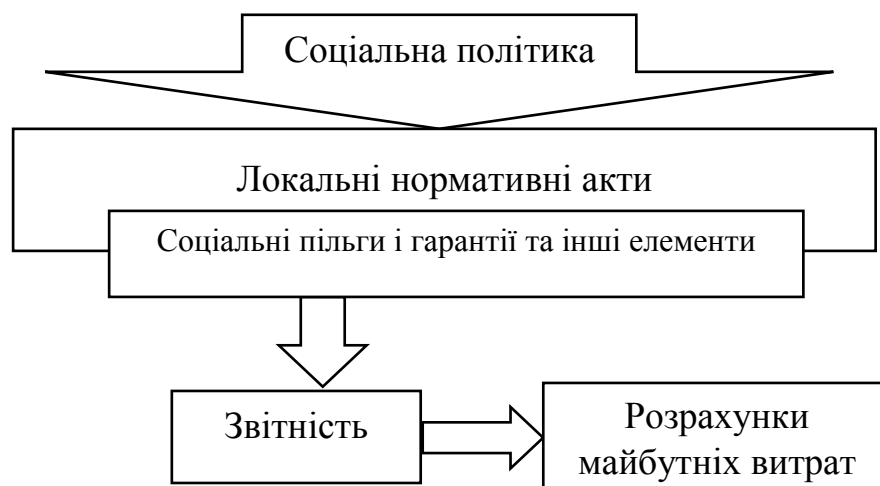 Соціальна політика
Локальні нормативні акти
Соціальні пільги і гарантії та інші елементи
Звітність
Розрахунки
майбутніх витрат